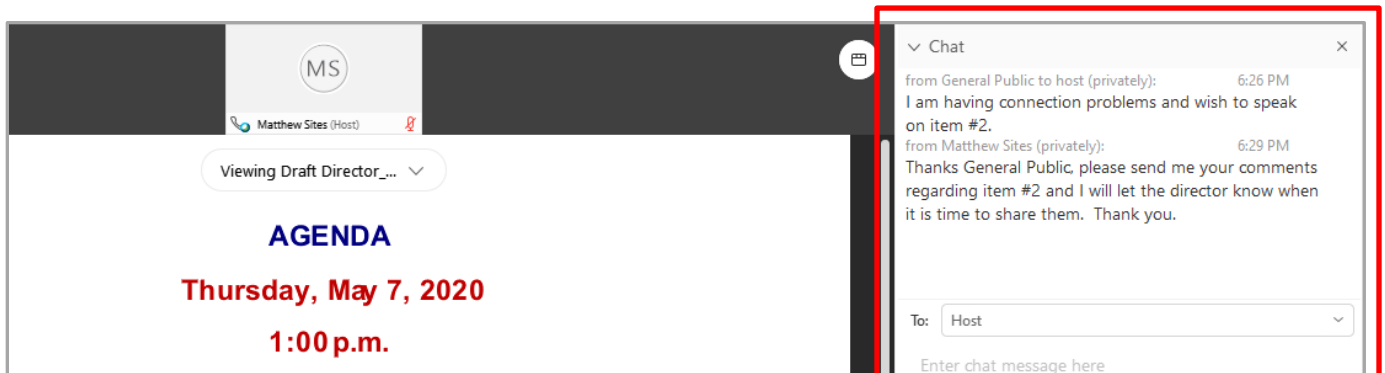 MS
Matthew Sites (Host)
Viewing Draft Director_...
AGENDA
Thursday, May 7, 2020
1:00 p.m.
Chat
from General Public to host (privately): 6:26 PM
I am having connection problems and wish to speak
on item #2.
from Matthew Sites (privately): 6:29 PM
Thanks General Public, please send me your comments
regarding item #2 and I will let the director know when
it is time to share them.  Thank you.
To: Host
Enter chat message here